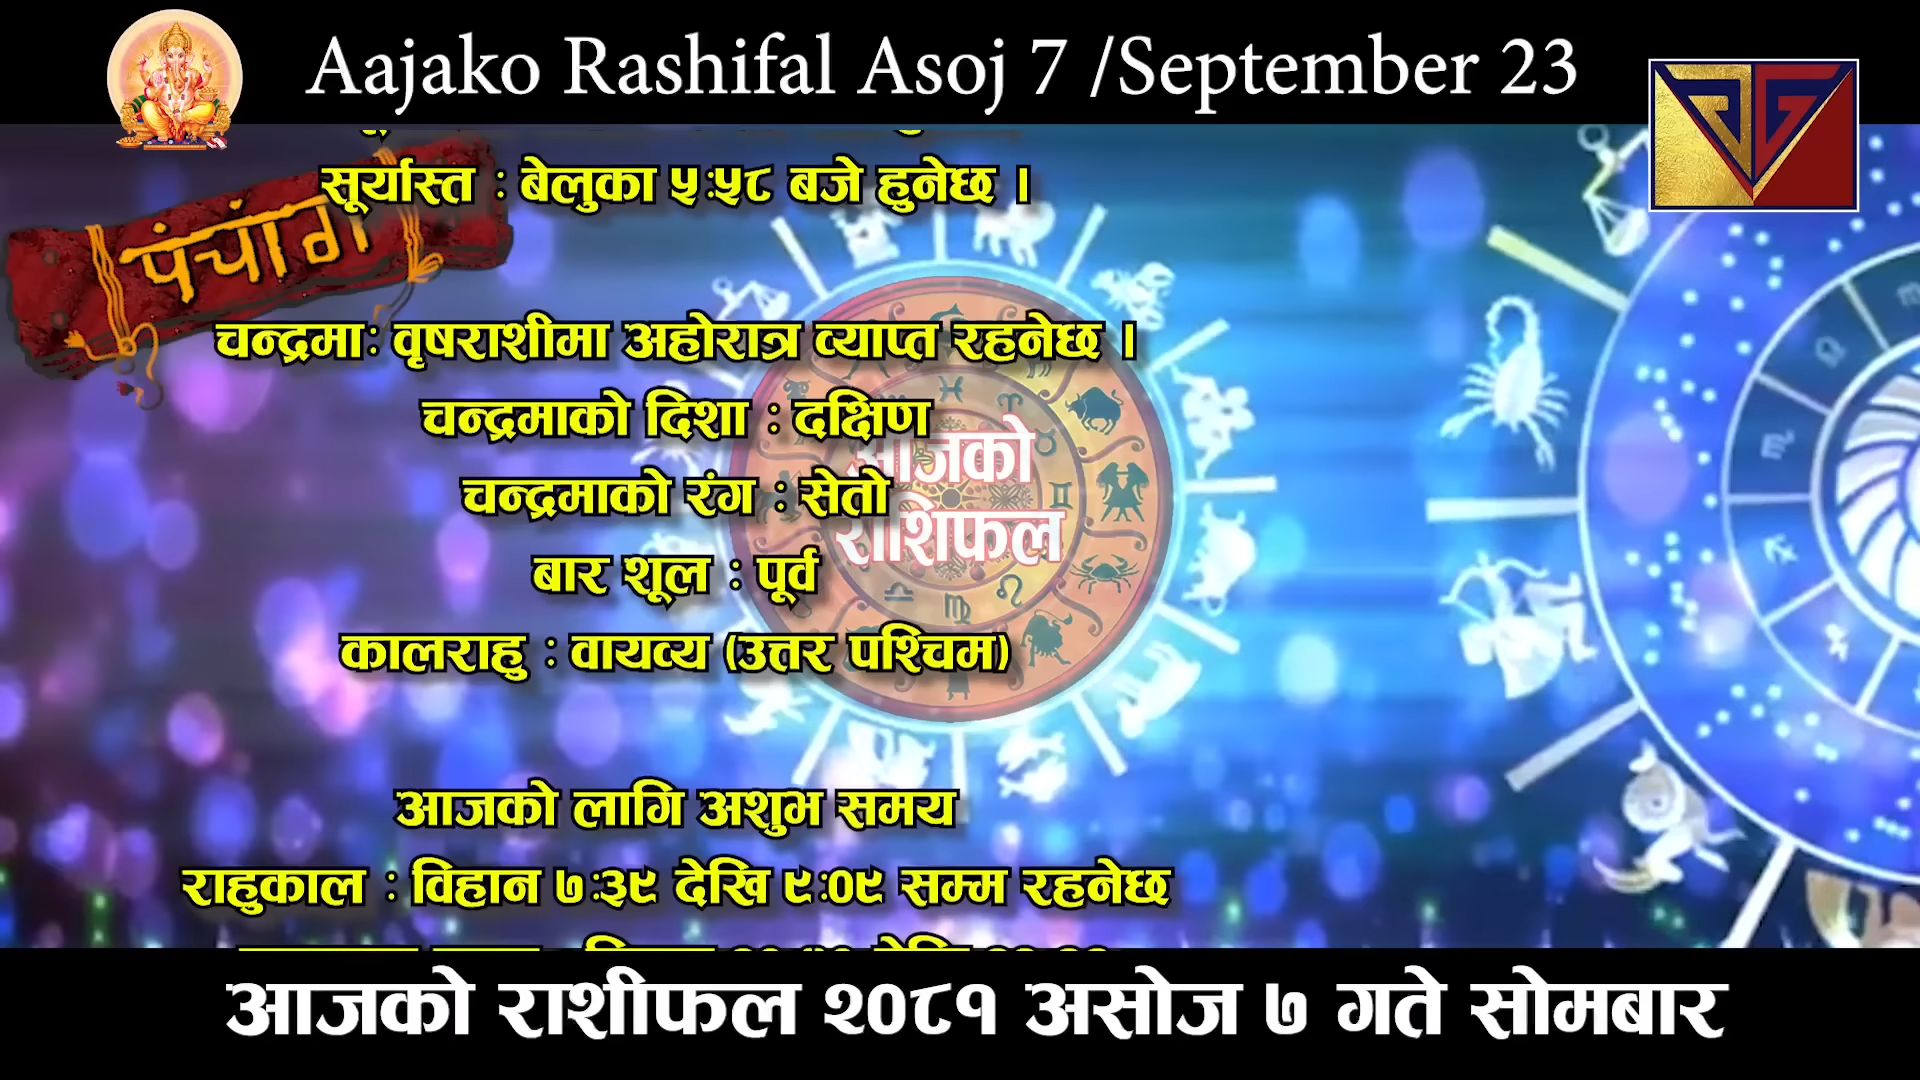 Aajako Rashifal Asoj 7 /September 23
सूर्यास्त : बेलुका ५:५८ बजे हुनेछ ।
पंचांग
चन्द्रमा: वृषराशीमा अहोरात्र व्याप्त रहनेछ ।
चन्द्रमाको दिशा : दक्षिण
आजको
चन्द्रमाको रंग : सेतो
राशिफल
बार शूल : पूर्व
कालराहु : वायव्य (उत्तर पश्चिम)
आजको लागि अशुभ समय
राहुकाल : विहान ७:३९ देखि ९:०९ सम्म रहनेछ
आजको राशीफल २०८१ असोज ७ गते सोमबार